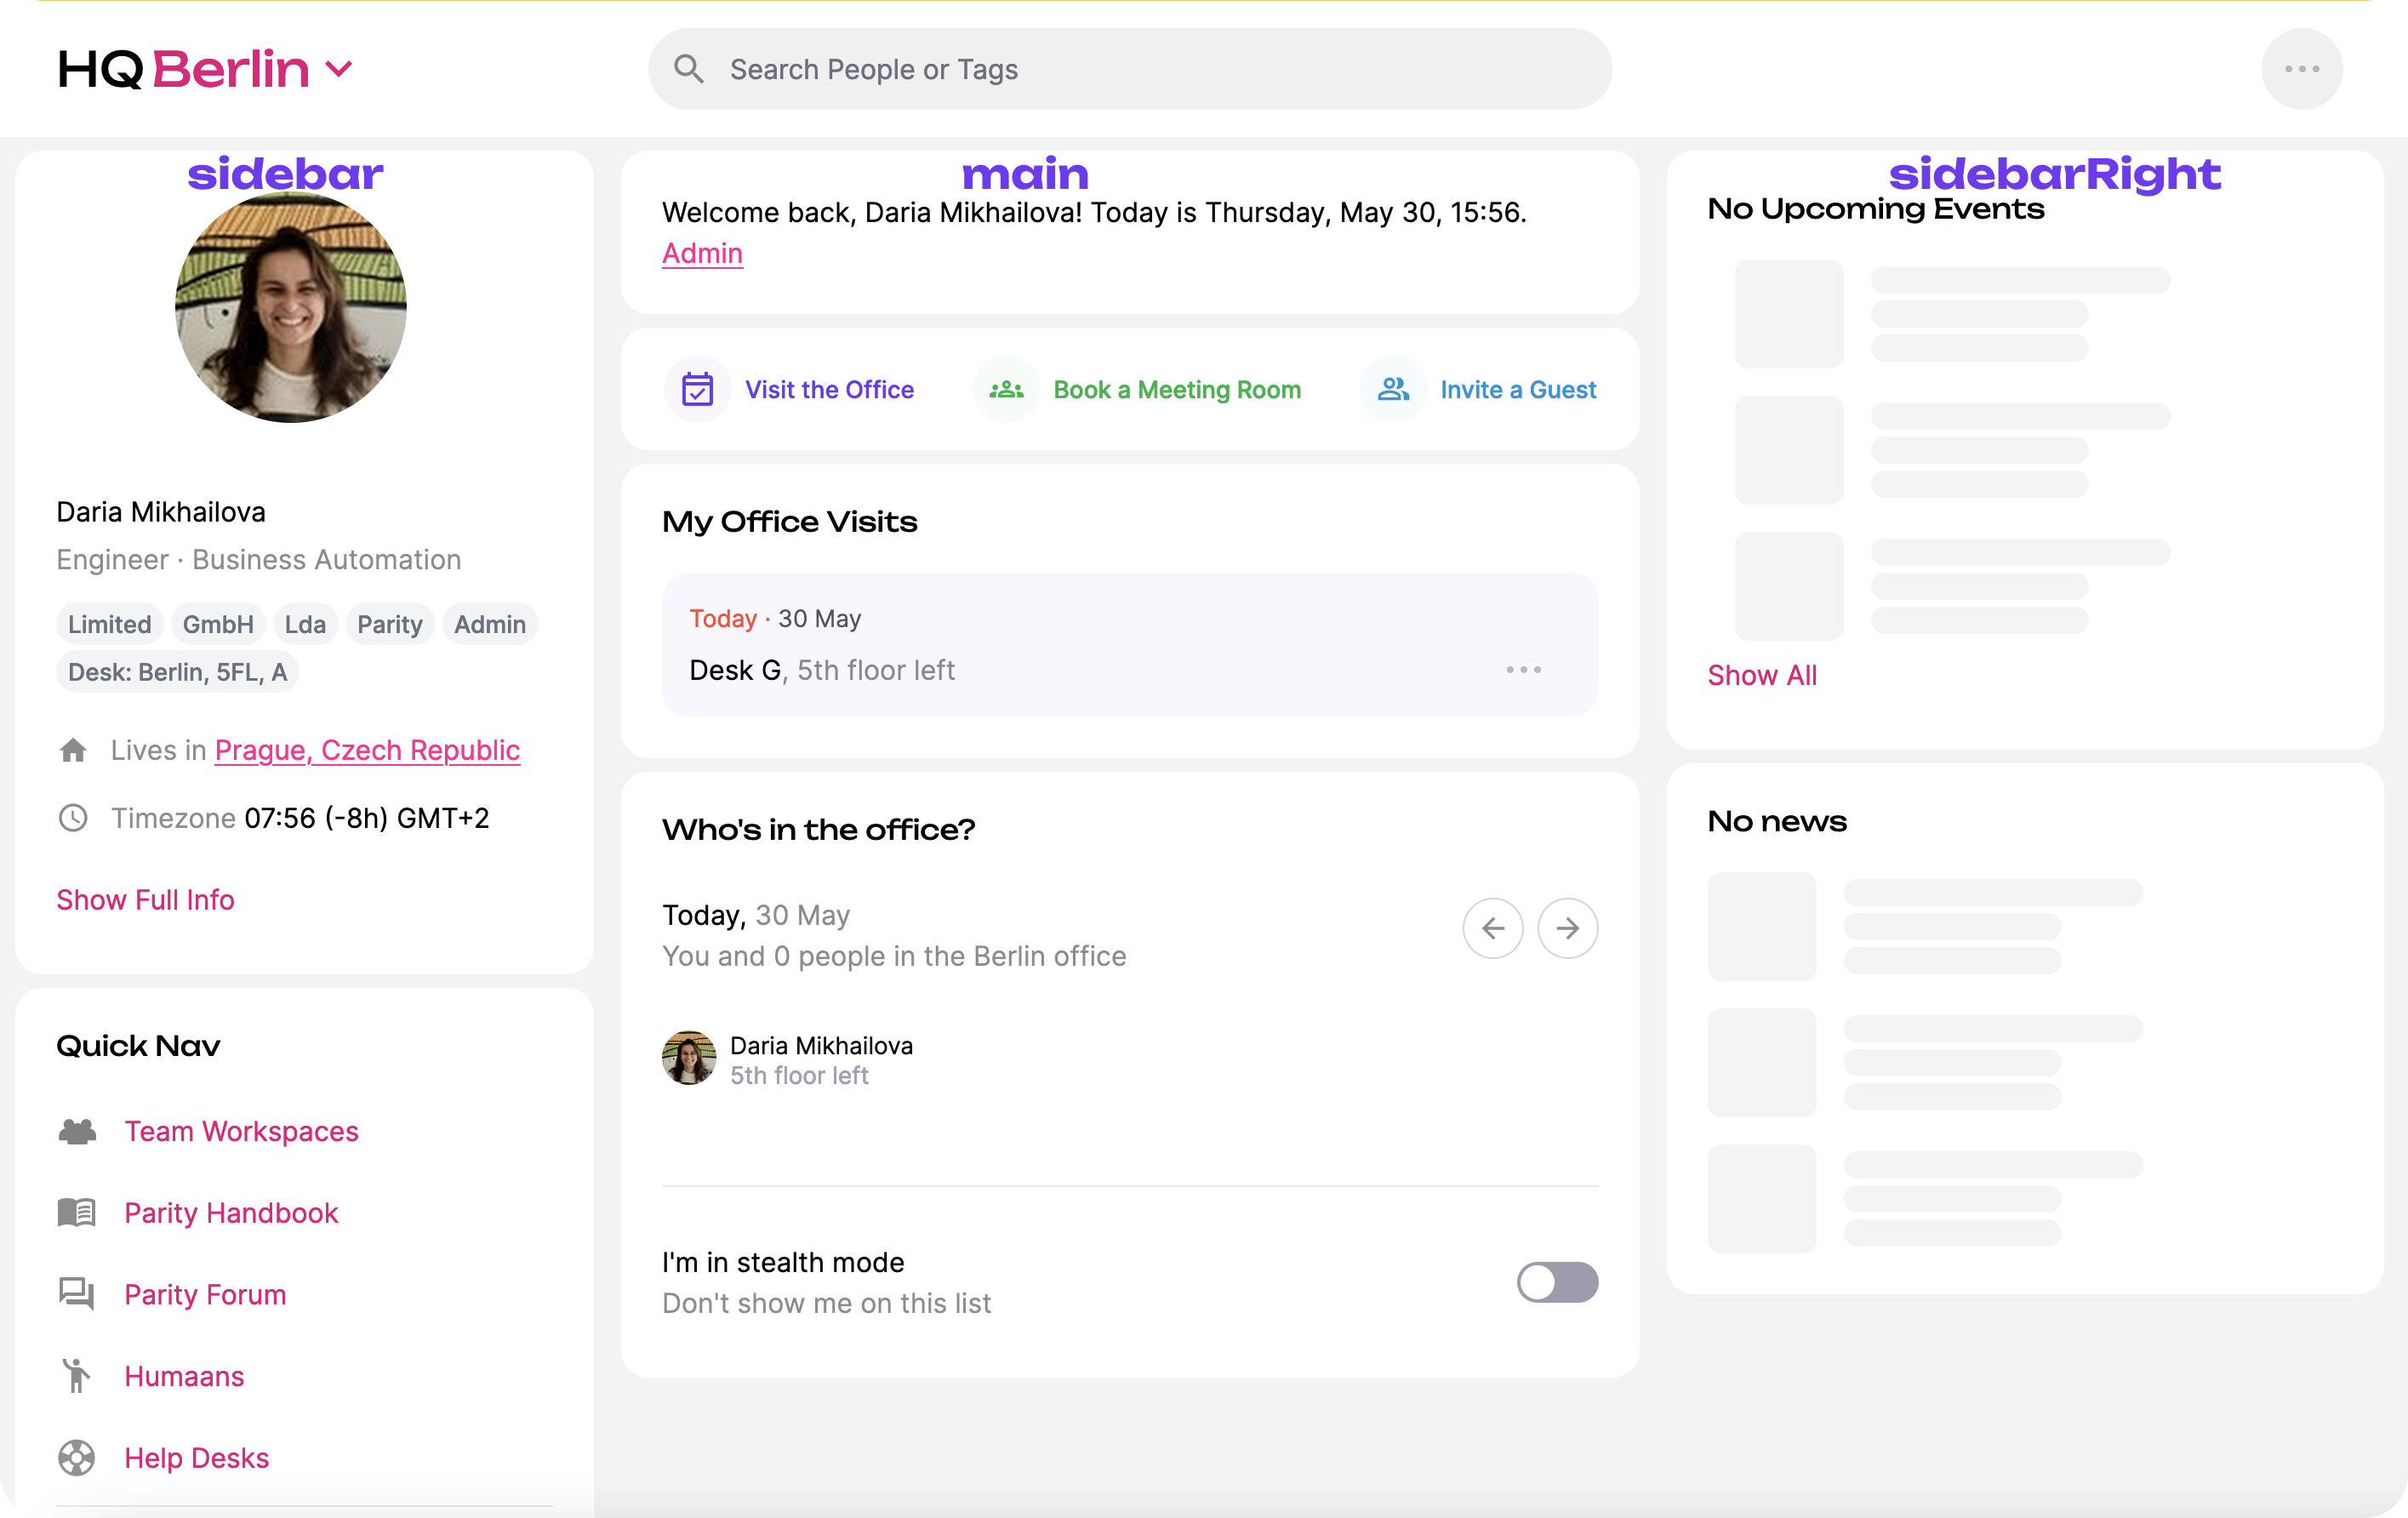 HQ Berlin
Search People or Tags
sidebar
Daria Mikhailova
Engineer · Business Automation
Limited GmbH Lda Parity Admin
Desk: Berlin, 5FL, A
Lives in Prague, Czech Republic
Timezone 07:56 (-8h) GMT+2
Show Full Info
Quick Nav
Team Workspaces
Parity Handbook
Parity Forum
Humaans
Help Desks
main
Welcome back, Daria Mikhailova! Today is Thursday, May 30, 15:56.
Admin
Visit the Office Book a Meeting Room Invite a Guest
My Office Visits
Today · 30 May
Desk G, 5th floor left
Who's in the office?
Today, 30 May
You and 0 people in the Berlin office
Daria Mikhailova
5th floor left
I'm in stealth mode
Don't show me on this list
sidebarRight
No Upcoming Events
Show All
No news